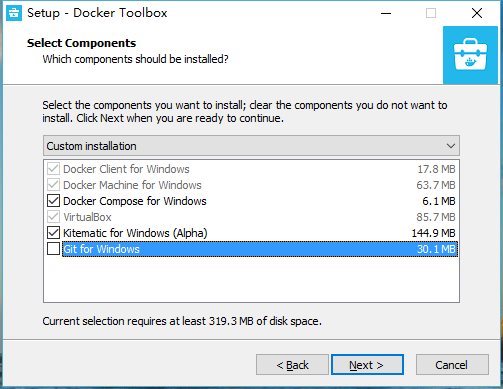 Setup - Docker Toolbox
Select Components
Which components should be installed?
Select the components you want to install; clear the components you do not want to
install. Click Next when you are ready to continue.
Custom installation
Docker Client for Windows 17.8 MB
Docker Machine for Windows 63.7 MB
Docker Compose for Windows 6.1 MB
VirtualBox 85.7 MB
Kitematic for Windows (Alpha) 144.9 MB
Git for Windows 30.1 MB
Current selection requires at least 319.3 MB of disk space.
< Back Next > Cancel